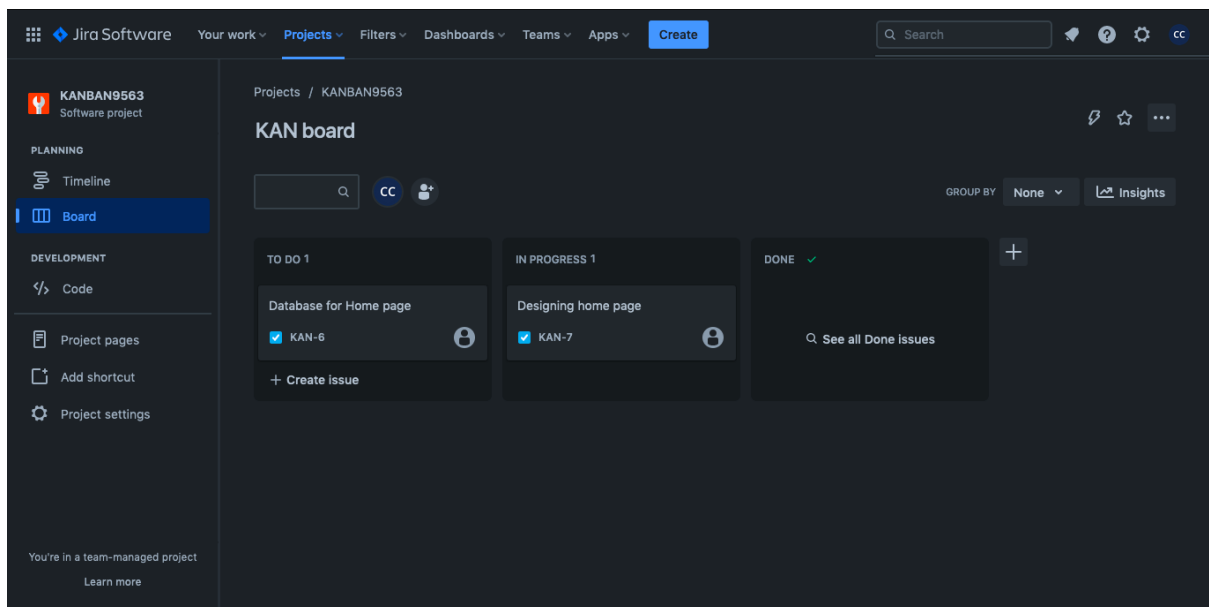 Jira Software Your work Projects Filters Dashboards Teams Apps Create Search CC
KANBAN9563
Software project
PLANNING
Timeline
Board
DEVELOPMENT
Code
Project pages
Add shortcut
Project settings
You're in a team-managed project
Learn more
Projects / KANBAN9563
KAN board
CC
GROUP BY None Insights
TO DO 1
Database for Home page
KAN-6
+ Create issue
IN PROGRESS 1
Designing home page
KAN-7
DONE
See all Done issues